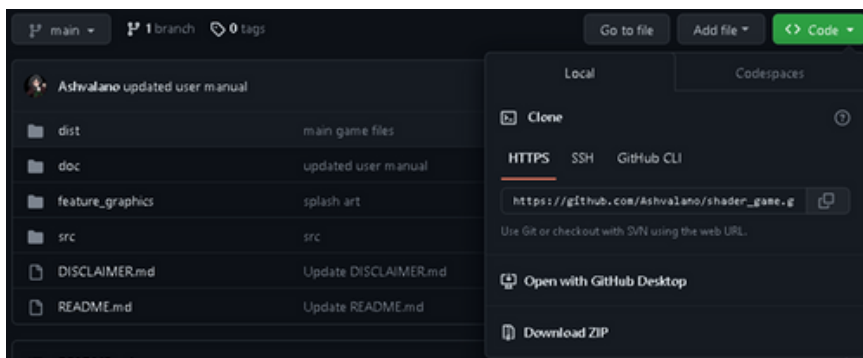 main
1 branch
0 tags
Go to file
Add file
<> Code
Ashvalano updated user manual
dist main game files
doc updated user manual
feature_graphics splash art
src src
DISCLAIMER.md Update DISCLAIMER.md
README.md Update README.md
Local
Codespaces
Clone
HTTPS SSH GitHub CLI
https://github.com/Ashvalano/shader_game.g
Use Git or checkout with SVN using the web URL.
Open with GitHub Desktop
Download ZIP